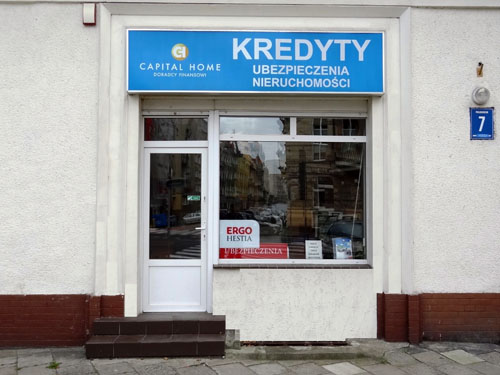 CAPITAL HOME
DORADCY FINANSOWI
KREDYTY
UBEZPIECZENIA
NIERUCHOMOŚCI
7
ERGO
HESTIA
UBEZPIECZENIA